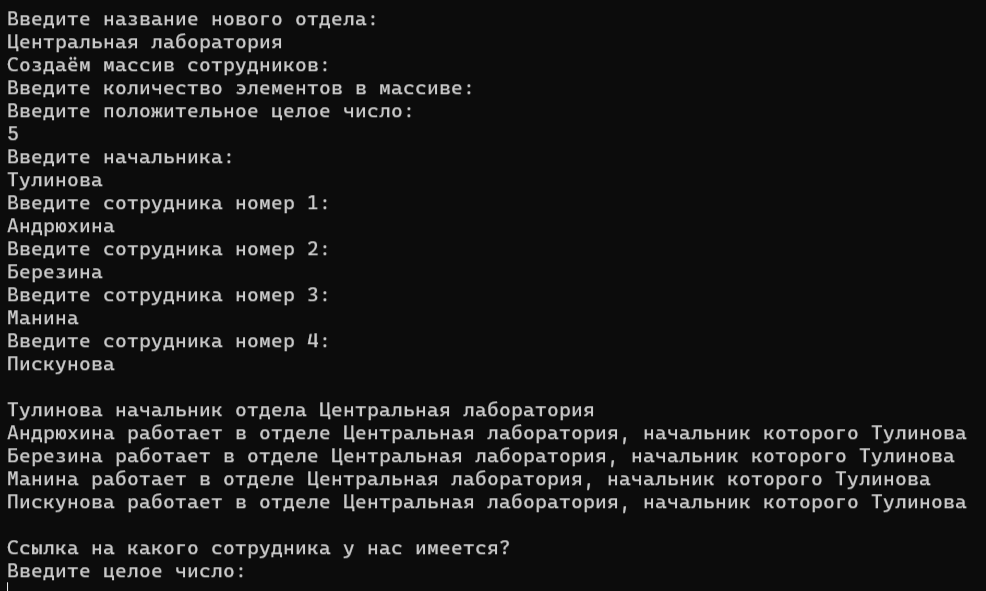 Введите название нового отдела:
Центральная лаборатория
Создаём массив сотрудников:
Введите количество элементов в массиве:
Введите положительное целое число:
5
Введите начальника:
Тулинова
Введите сотрудника номер 1:
Андрюхина
Введите сотрудника номер 2:
Березина
Введите сотрудника номер 3:
Манина
Введите сотрудника номер 4:
Пискунова
Тулинова начальник отдела Центральная лаборатория
Андрюхина работает в отделе Центральная лаборатория, начальник которого Тулинова
Березина работает в отделе Центральная лаборатория, начальник которого Тулинова
Манина работает в отделе Центральная лаборатория, начальник которого Тулинова
Пискунова работает в отделе Центральная лаборатория, начальник которого Тулинова
Ссылка на какого сотрудника у нас имеется?
Введите целое число: